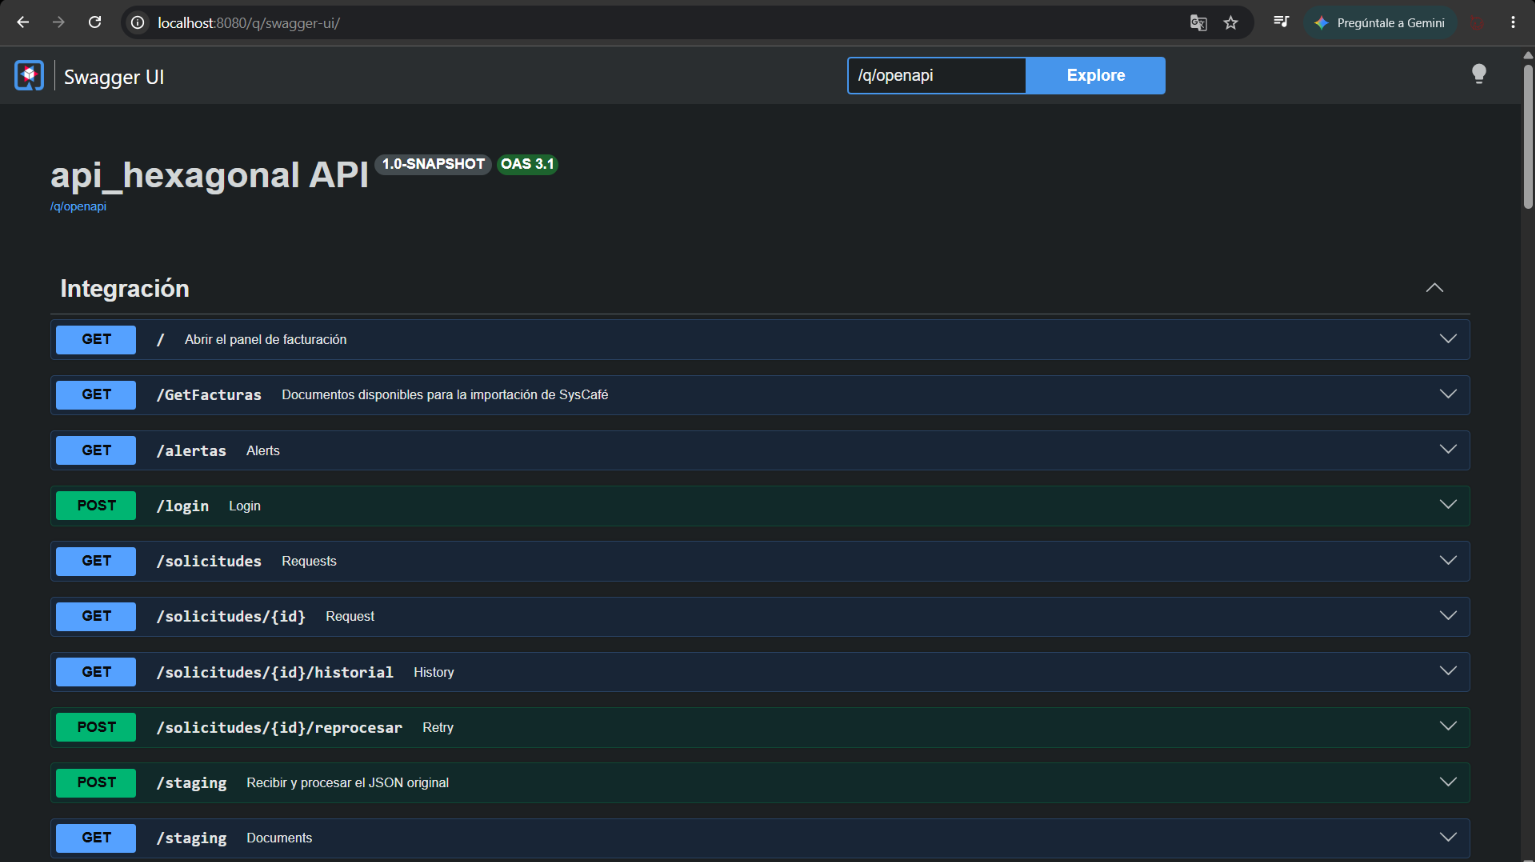 localhost:8080/q/swagger-ui/
Pregúntale a Gemini
Swagger UI
/q/openapi
Explore
api_hexagonal API 1.0-SNAPSHOT OAS 3.1
/q/openapi
Integración
GET / Abrir el panel de facturación
GET /GetFacturas Documentos disponibles para la importación de SysCafé
GET /alertas Alerts
POST /login Login
GET /solicitudes Requests
GET /solicitudes/{id} Request
GET /solicitudes/{id}/historial History
POST /solicitudes/{id}/reprocesar Retry
POST /staging Recibir y procesar el JSON original
GET /staging Documents